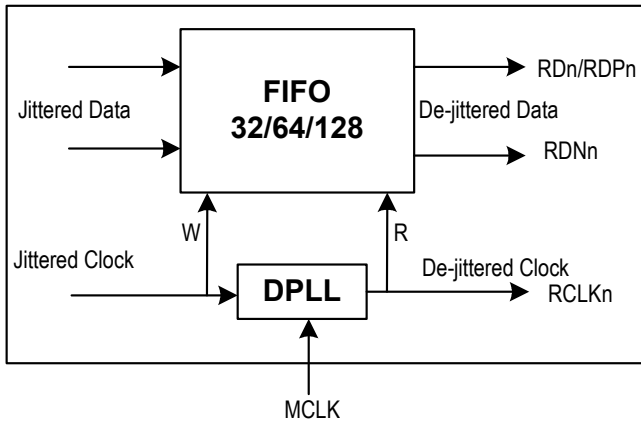 Jittered Data
FIFO
32/64/128
De-jittered Data
RDn/RDPn
RDNn
W
R
Jittered Clock
DPLL
De-jittered Clock
RCLKn
MCLK